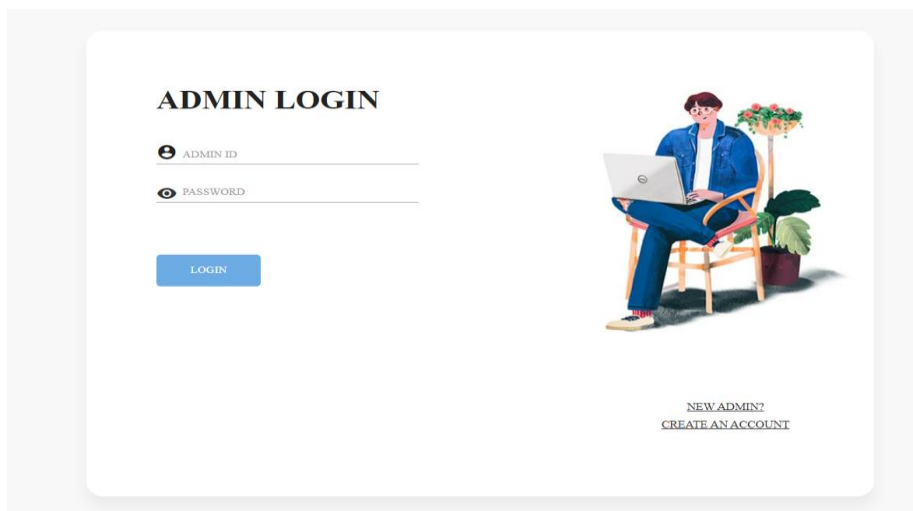 ADMIN LOGIN
ADMIN ID
PASSWORD
LOGIN
NEW ADMIN?
CREATE AN ACCOUNT